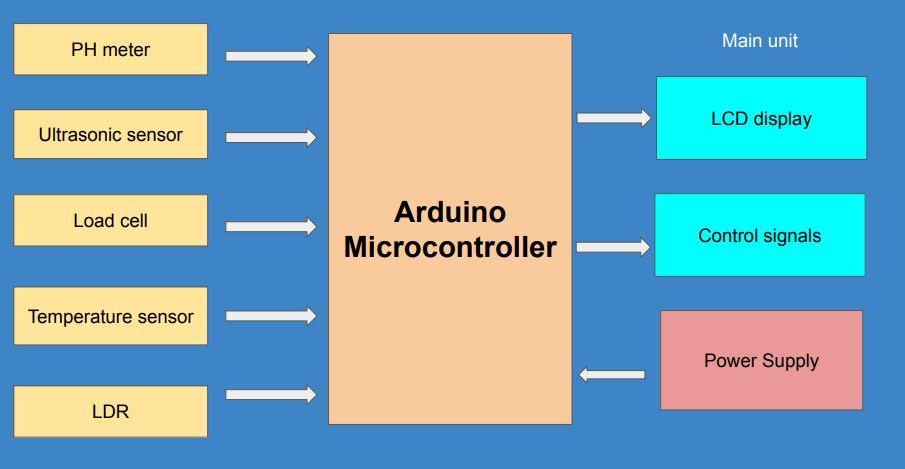 PH meter
Ultrasonic sensor
Load cell
Temperature sensor
LDR
Arduino
Microcontroller
Main unit
LCD display
Control signals
Power Supply